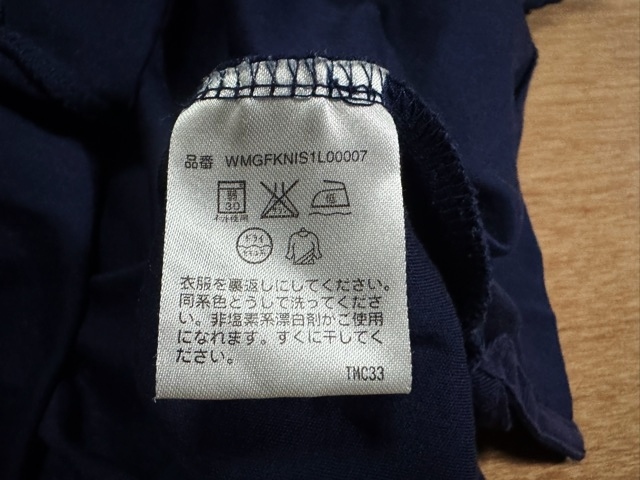 品番 WMGFKNIS1L00007
弱
30
ネット使用
低
ドライ
衣服を裏返しにしてください。
同系色どうしで洗ってくださ
い。非塩素系漂白剤がご使用
になれます。すぐに干してく
ださい。
TMC33